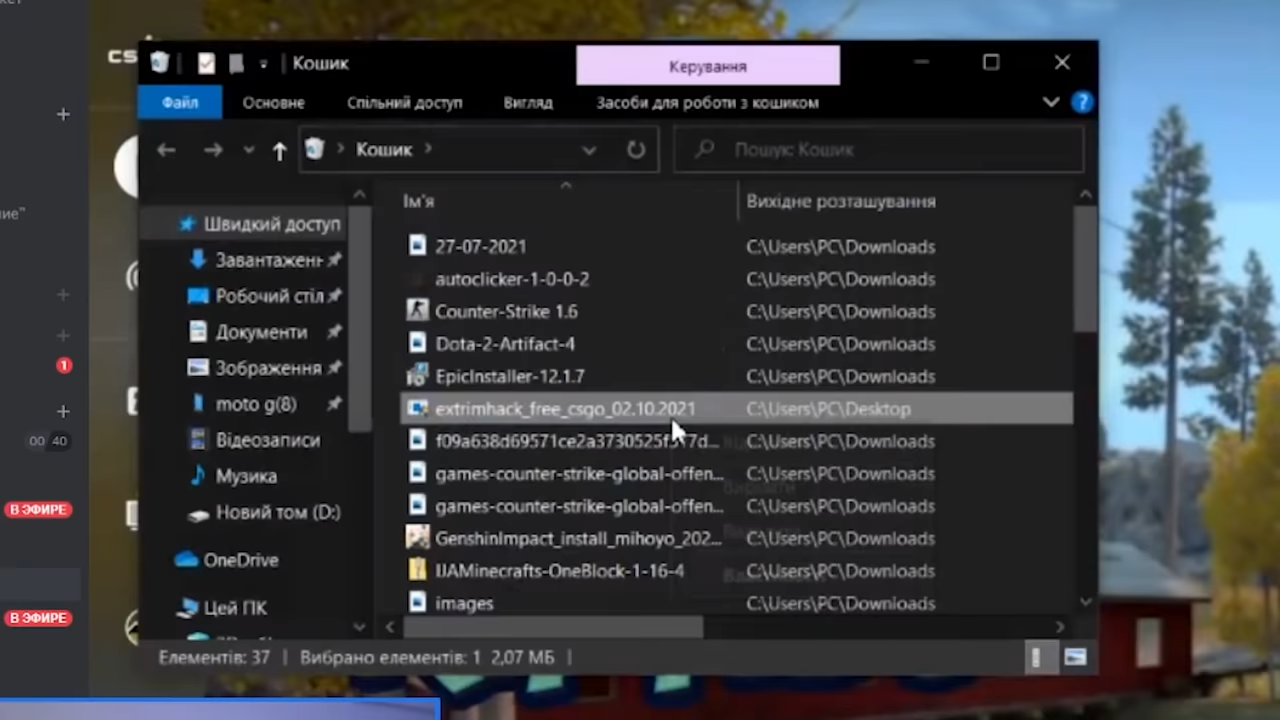 Кошик
Керування
Файл
Основне
Спільний доступ
Вигляд
Засоби для роботи з кошиком
Кошик
Пошук: Кошик
Ім'я
Вихідне розташування
Швидкий доступ
Завантаженн
Робочий стіл
Документи
Зображення
moto g(8)
Відеозаписи
Музика
Новий том (D:)
OneDrive
Цей ПК
27-07-2021 C:\Users\PC\Downloads
autoclicker-1-0-0-2 C:\Users\PC\Downloads
Counter-Strike 1.6 C:\Users\PC\Downloads
Dota-2-Artifact-4 C:\Users\PC\Downloads
EpicInstaller-12.1.7 C:\Users\PC\Downloads
extrimhack_free_csgo_02.10.2021 C:\Users\PC\Desktop
C:\Users\PC\Downloads
games-counter-strike-global-offen... C:\Users\PC\Downloads
games-counter-strike-global-offen... C:\Users\PC\Downloads
GenshinImpact_install_mihoyo_202... C:\Users\PC\Downloads
IJAMinecrafts-OneBlock-1-16-4 C:\Users\PC\Downloads
images C:\Users\PC\Downloads
Елементів: 37
Вибрано елементів: 1 2,07 МБ
1
00 40
В ЭФИРЕ
В ЭФИРЕ